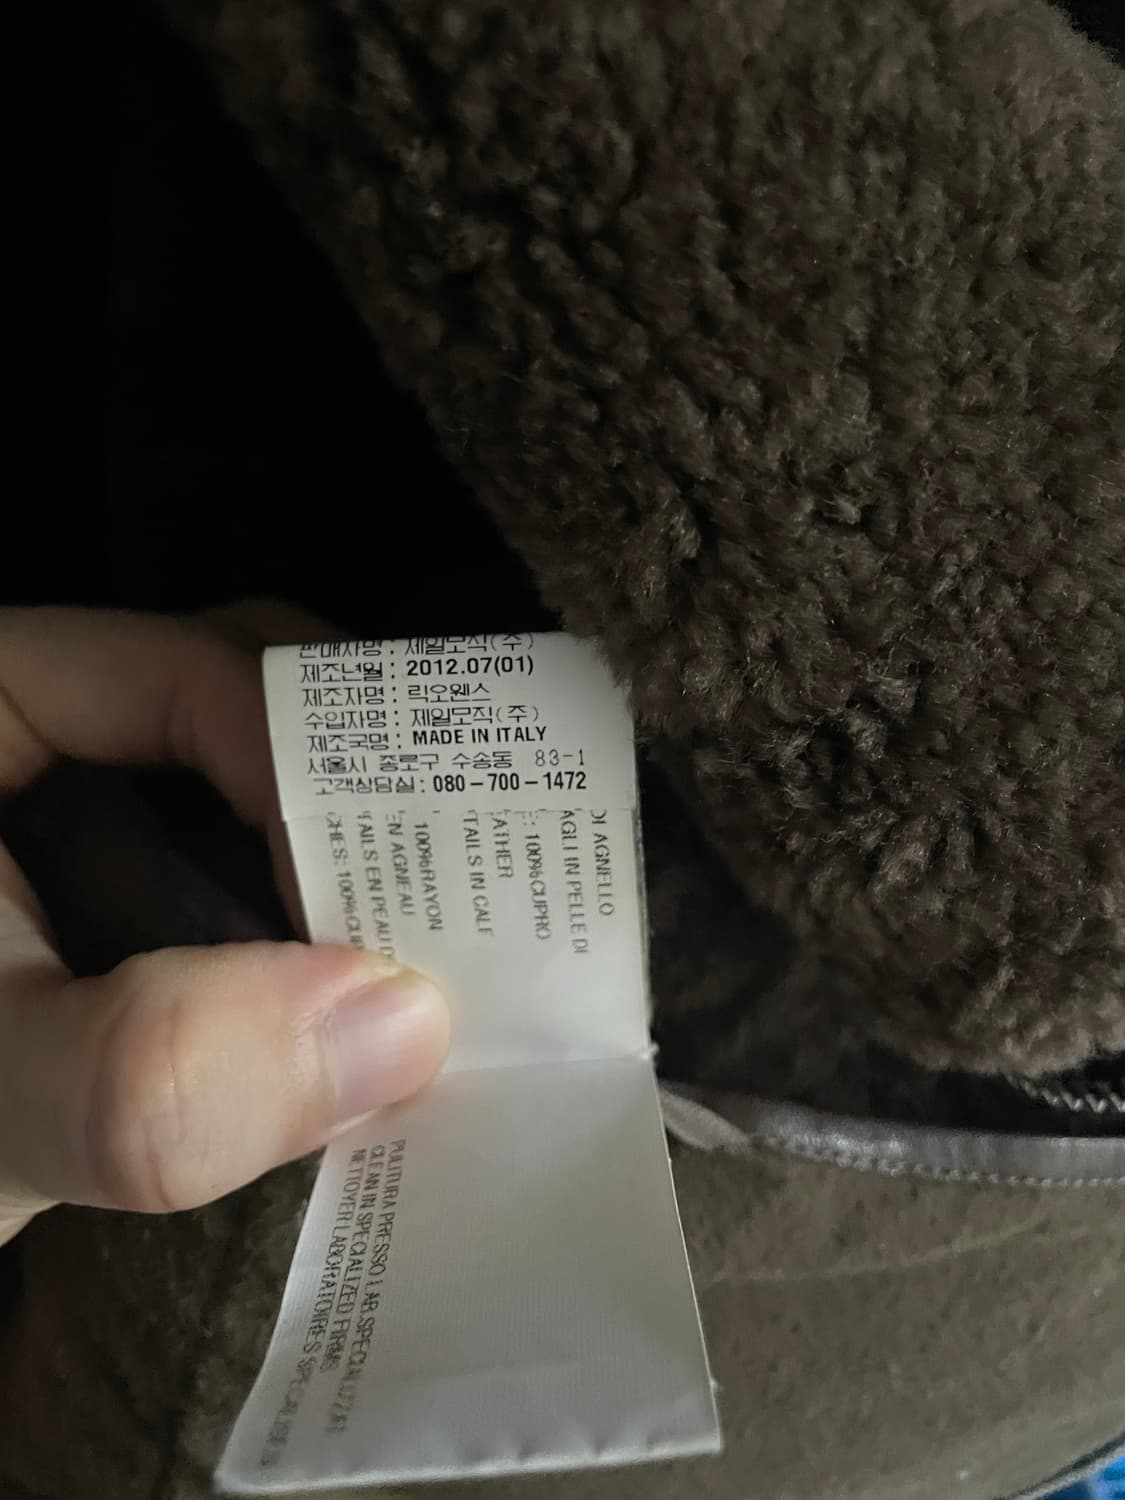 판매자명 : 제일모직(주)
제조년월 : 2012.07(01)
제조자명 : 릭오웬스
수입자명 : 제일모직(주)
제조국명 : MADE IN ITALY
서울시 종로구 수송동 83-1
고객상담실 : 080-700-1472
DI AGNELLO
AGLI IN PELLE DI
: 100%CUPRO
EATHER
TAILS IN CALF
100%RAYON
EN AGNEAU
TAILS EN PEAU D
CHES: 100%CU
PULITURA PRESSO LAB.SPECIALIZZATI
CLEAN IN SPECIALIZED FIRMS
NETTOYER LABORATOIRES SPECIALISES